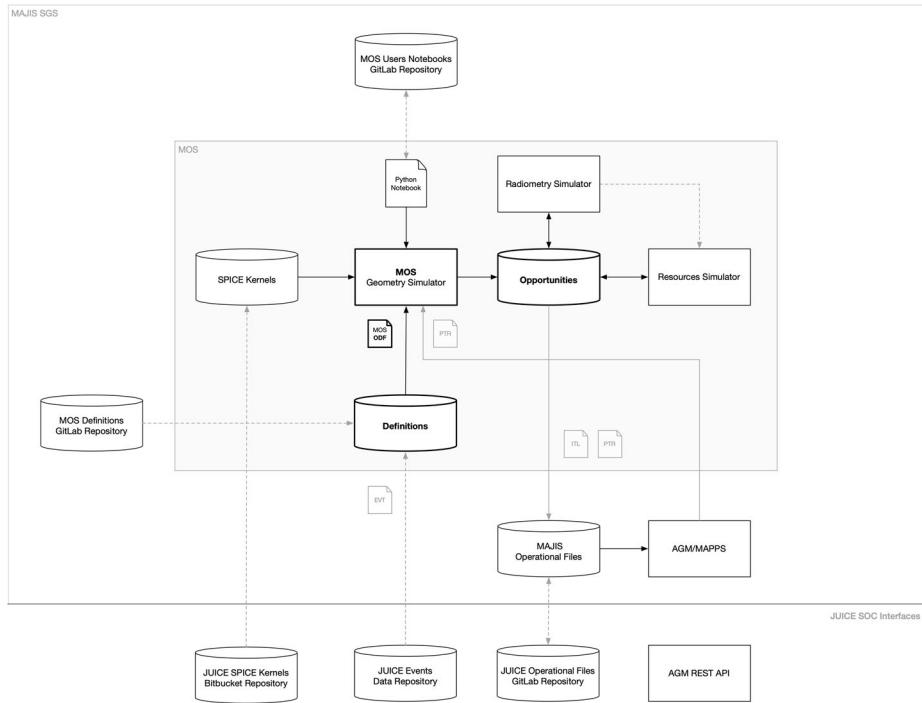 MAJIS SGS
MOS Users Notebooks
GitLab Repository
MOS
Python
Notebook
Radiometry Simulator
SPICE Kernels
MOS
Geometry Simulator
Opportunities
Resources Simulator
MOS
ODF
PTR
MOS Definitions
GitLab Repository
Definitions
ITL
PTR
EVT
MAJIS
Operational Files
AGM/MAPPS
JUICE SOC Interfaces
JUICE SPICE Kernels
Bitbucket Repository
JUICE Events
Data Repository
JUICE Operational Files
GitLab Repository
AGM REST API